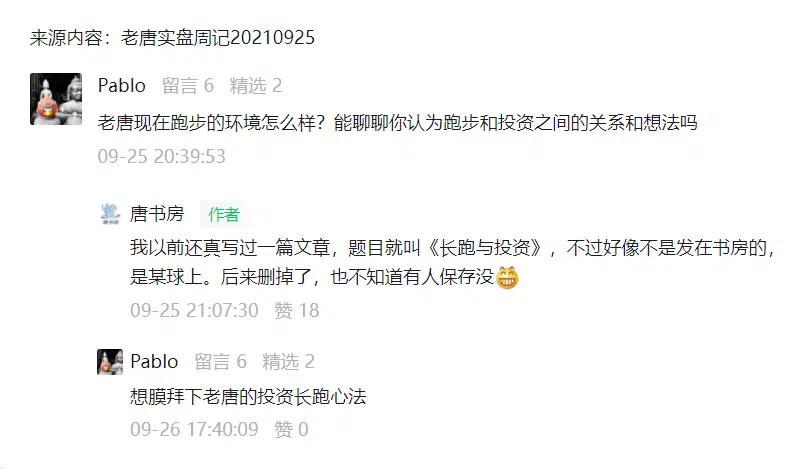 来源内容：老唐实盘周记20210925
Pablo 留言 6 精选 2
老唐现在跑步的环境怎么样？能聊聊你认为跑步和投资之间的关系和想法吗
09-25 20:39:53
唐书房 作者
我以前还真写过一篇文章，题目就叫《长跑与投资》，不过好像不是发在书房的，
是某球上。后来删掉了，也不知道有人保存没😁
09-25 21:07:30 赞 18
Pablo 留言 6 精选 2
想膜拜下老唐的投资长跑心法
09-26 17:40:09 赞 0